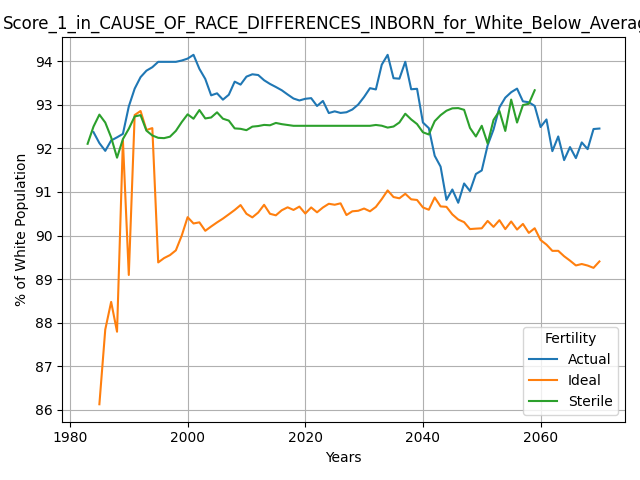 Score_1_in_CAUSE_OF_RACE_DIFFERENCES_INBORN_for_White_Below_Averag
94
93
92
91
90
89
88
87
86
% of White Population
1980 2000 2020 2040 2060
Years
Fertility
Actual
Ideal
Sterile